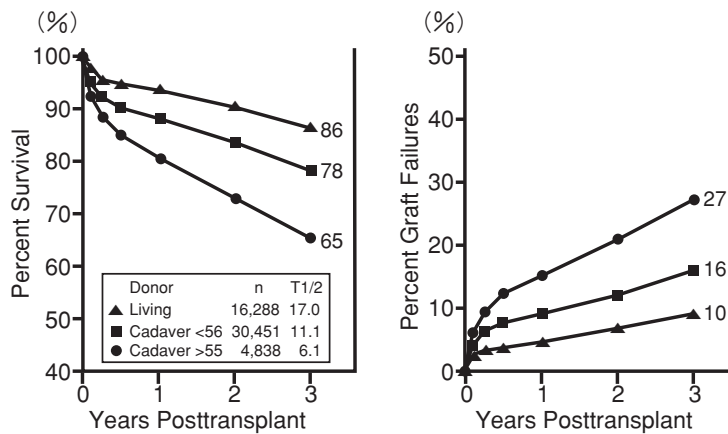 (%)
100
90
80
70
60
50
40
Percent Survival
86
78
65
Donor n T1/2
Living 16,288 17.0
Cadaver <56 30,451 11.1
Cadaver >55 4,838 6.1
0 1 2 3
Years Posttransplant
(%)
50
40
30
20
10
0
Percent Graft Failures
27
16
10
0 1 2 3
Years Posttransplant